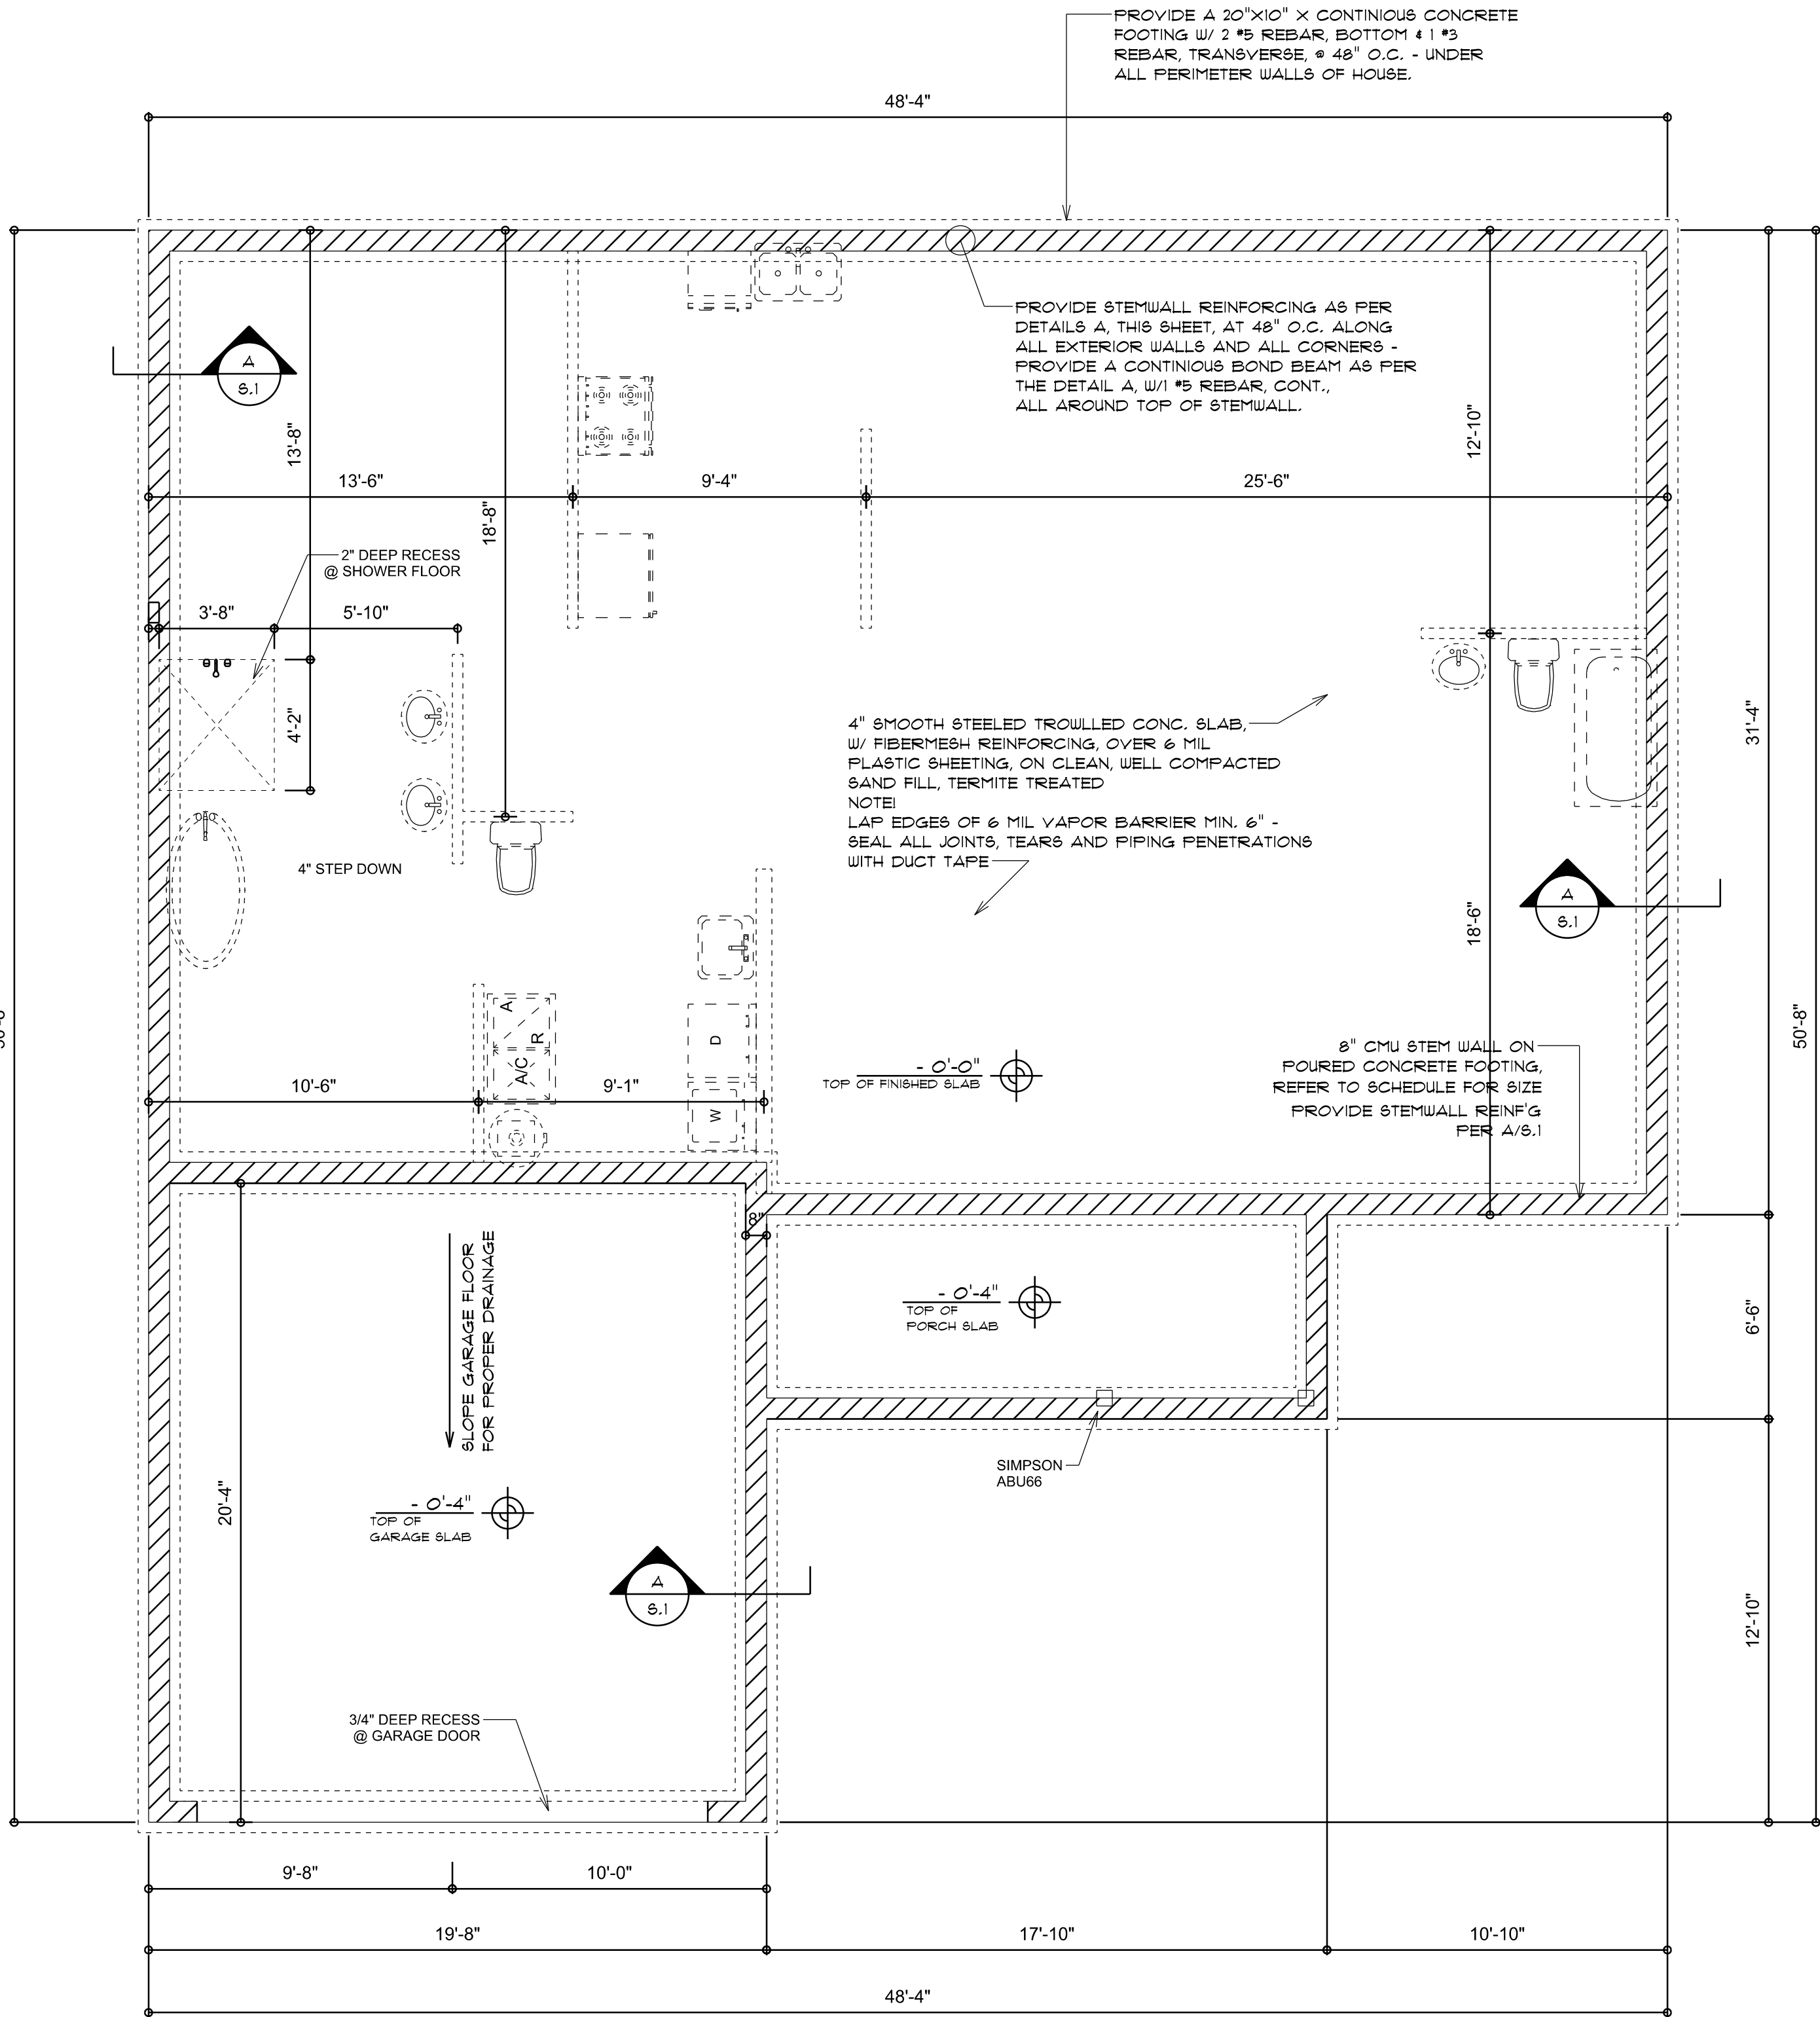 PROVIDE A 20"X10" X CONTINIOUS CONCRETE
FOOTING W/ 2 #5 REBAR, BOTTOM & 1 #3
REBAR, TRANSVERSE, @ 48" O.C. - UNDER
ALL PERIMETER WALLS OF HOUSE.
48'-4"
PROVIDE STEMWALL REINFORCING AS PER
DETAILS A, THIS SHEET, AT 48" O.C. ALONG
ALL EXTERIOR WALLS AND ALL CORNERS -
PROVIDE A CONTINIOUS BOND BEAM AS PER
THE DETAIL A, W/1 #5 REBAR, CONT.,
ALL AROUND TOP OF STEMWALL.
A
S.1
13'-8"
18'-8"
12'-10"
13'-6"
9'-4"
25'-6"
2" DEEP RECESS
@ SHOWER FLOOR
3'-8"
5'-10"
4'-2"
31'-4"
4" SMOOTH STEELED TROWLLED CONC. SLAB,
W/ FIBERMESH REINFORCING, OVER 6 MIL
PLASTIC SHEETING, ON CLEAN, WELL COMPACTED
SAND FILL, TERMITE TREATED
NOTE!
LAP EDGES OF 6 MIL VAPOR BARRIER MIN. 6" -
SEAL ALL JOINTS, TEARS AND PIPING PENETRATIONS
WITH DUCT TAPE
4" STEP DOWN
A
S.1
18'-6"
50'-8"
A
R
A/C
D
W
- 0'-0"
TOP OF FINISHED SLAB
8" CMU STEM WALL ON
POURED CONCRETE FOOTING,
REFER TO SCHEDULE FOR SIZE
PROVIDE STEMWALL REINF'G
PER A/S.1
10'-6"
9'-1"
8"
SLOPE GARAGE FLOOR
FOR PROPER DRAINAGE
- 0'-4"
TOP OF
PORCH SLAB
6'-6"
SIMPSON
ABU66
20'-4"
- 0'-4"
TOP OF
GARAGE SLAB
A
S.1
12'-10"
3/4" DEEP RECESS
@ GARAGE DOOR
9'-8"
10'-0"
19'-8"
17'-10"
10'-10"
48'-4"